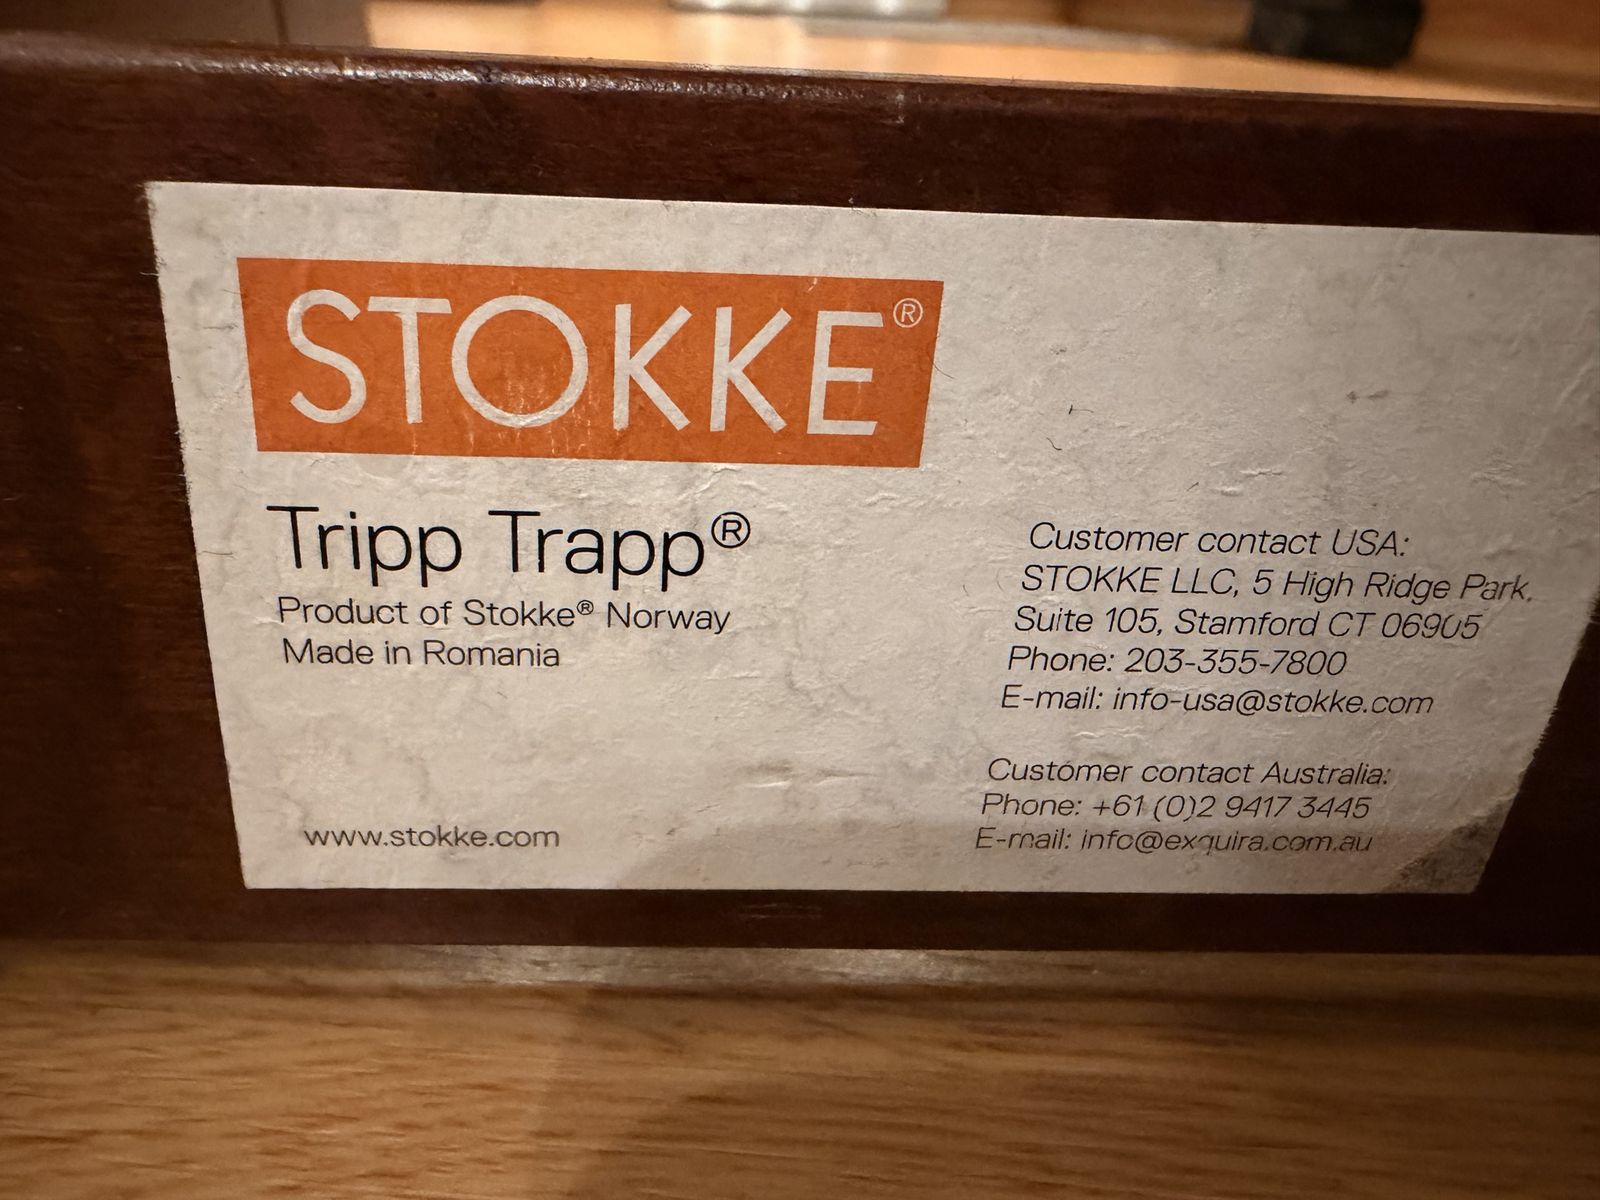 STOKKE®
Tripp Trapp®
Product of Stokke® Norway
Made in Romania
www.stokke.com
Customer contact USA:
STOKKE LLC, 5 High Ridge Park,
Suite 105, Stamford CT 06905
Phone: 203-355-7800
E-mail: info-usa@stokke.com
Customer contact Australia:
Phone: +61 (0)2 9417 3445
E-mail: info@exquira.com.au